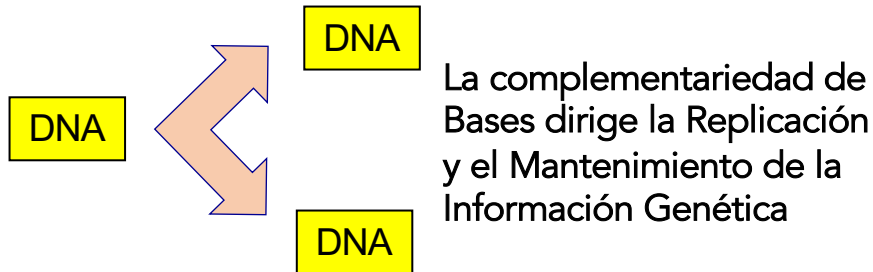 DNA
DNA
La complementariedad de
Bases dirige la Replicación
y el Mantenimiento de la
Información Genética
DNA